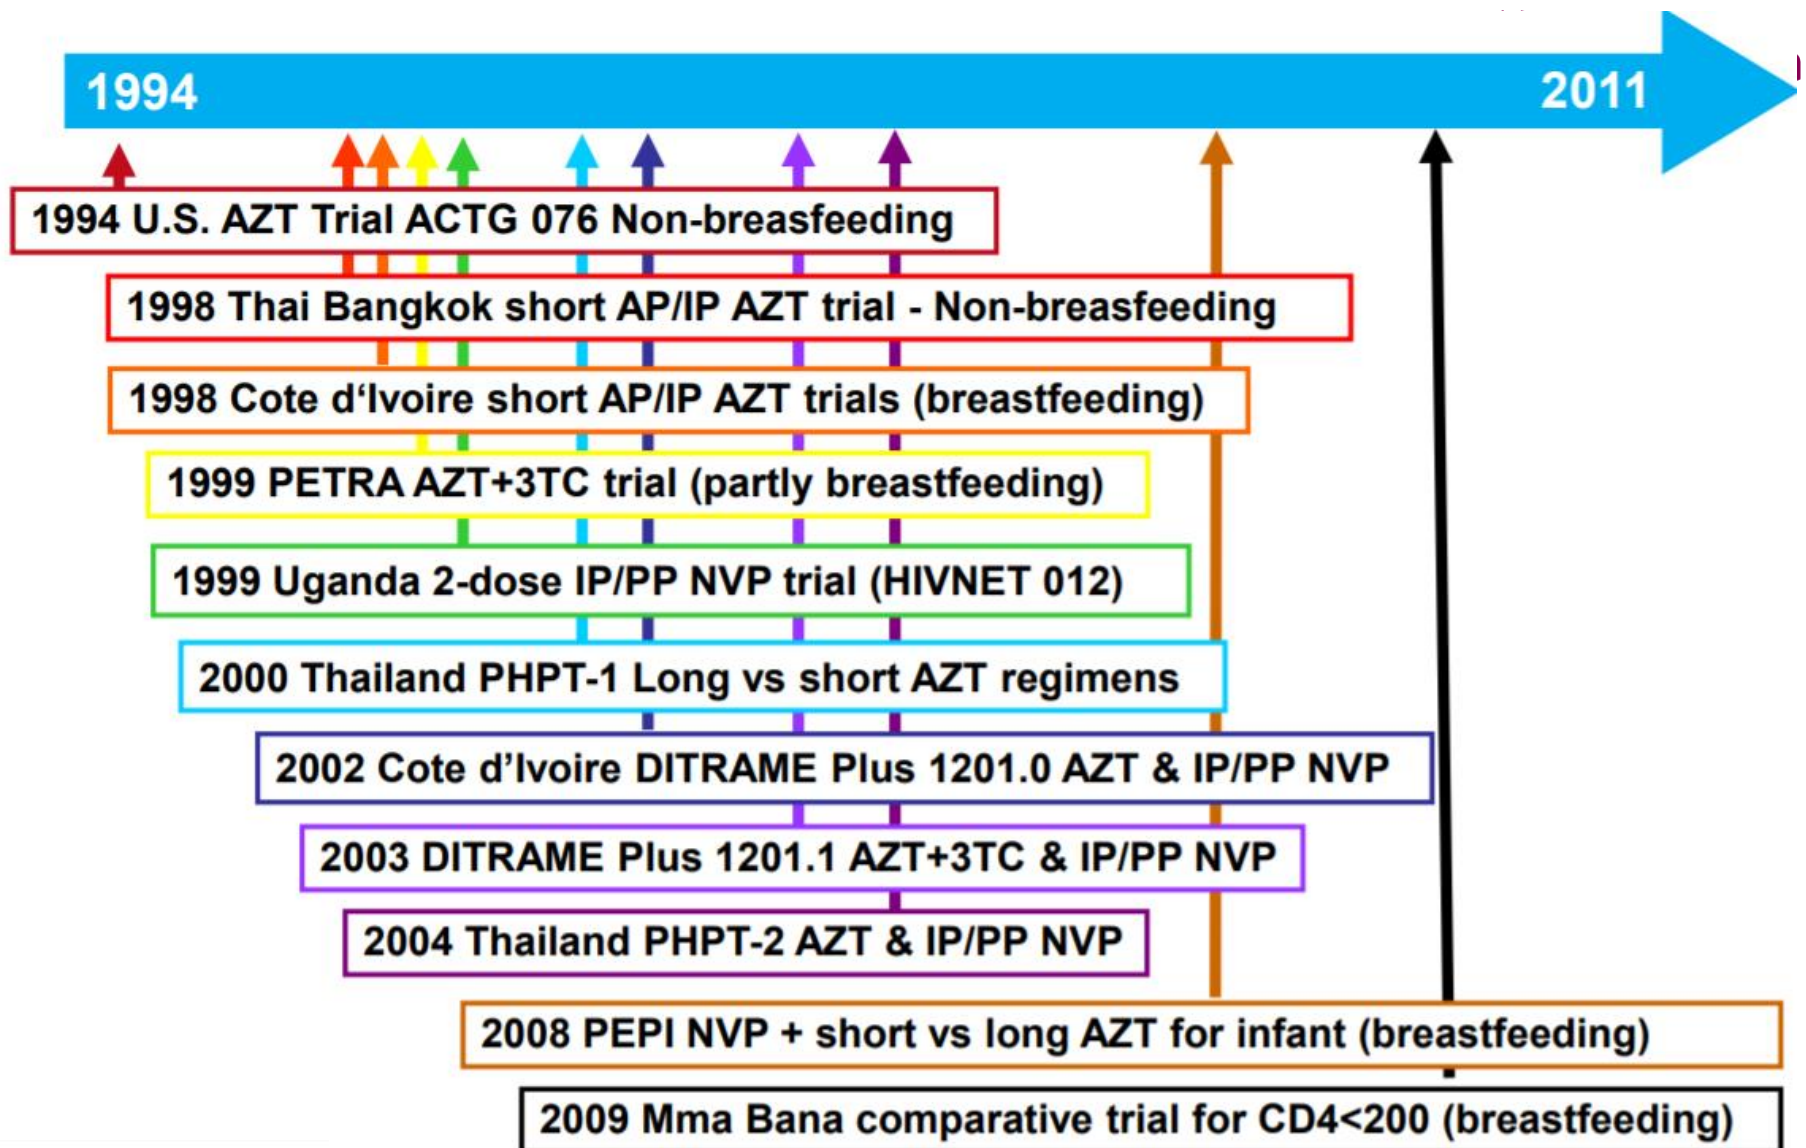 1994
2011
1994 U.S. AZT Trial ACTG 076 Non-breasfeeding
1998 Thai Bangkok short AP/IP AZT trial - Non-breasfeeding
1998 Cote d‘Ivoire short AP/IP AZT trials (breastfeeding)
1999 PETRA AZT+3TC trial (partly breastfeeding)
1999 Uganda 2-dose IP/PP NVP trial (HIVNET 012)
2000 Thailand PHPT-1 Long vs short AZT regimens
2002 Cote d’Ivoire DITRAME Plus 1201.0 AZT & IP/PP NVP
2003 DITRAME Plus 1201.1 AZT+3TC & IP/PP NVP
2004 Thailand PHPT-2 AZT & IP/PP NVP
2008 PEPI NVP + short vs long AZT for infant (breastfeeding)
2009 Mma Bana comparative trial for CD4<200 (breastfeeding)